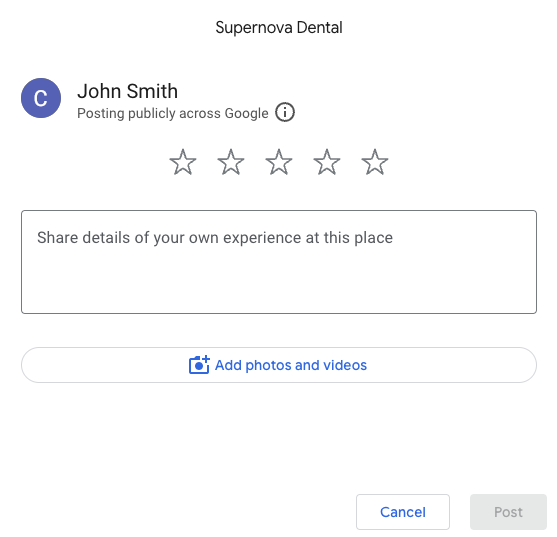 Supernova Dental
C
John Smith
Posting publicly across Google
Share details of your own experience at this place
Add photos and videos
Cancel
Post